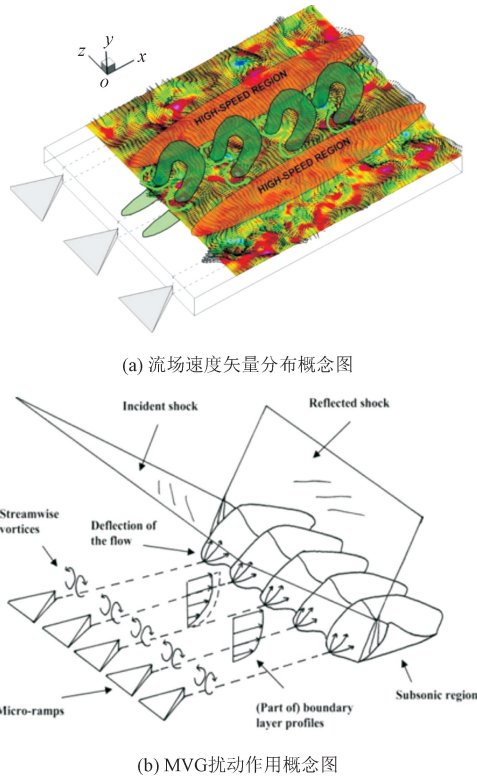 y
z
x
o
HIGH-SPEED REGION
HIGH-SPEED REGION
(a) 流场速度矢量分布概念图
Incident shock
Reflected shock
Streamwise
vortices
Deflection of
the flow
Micro-ramps
(Part of) boundary
layer profiles
Subsonic region
(b) MVG扰动作用概念图